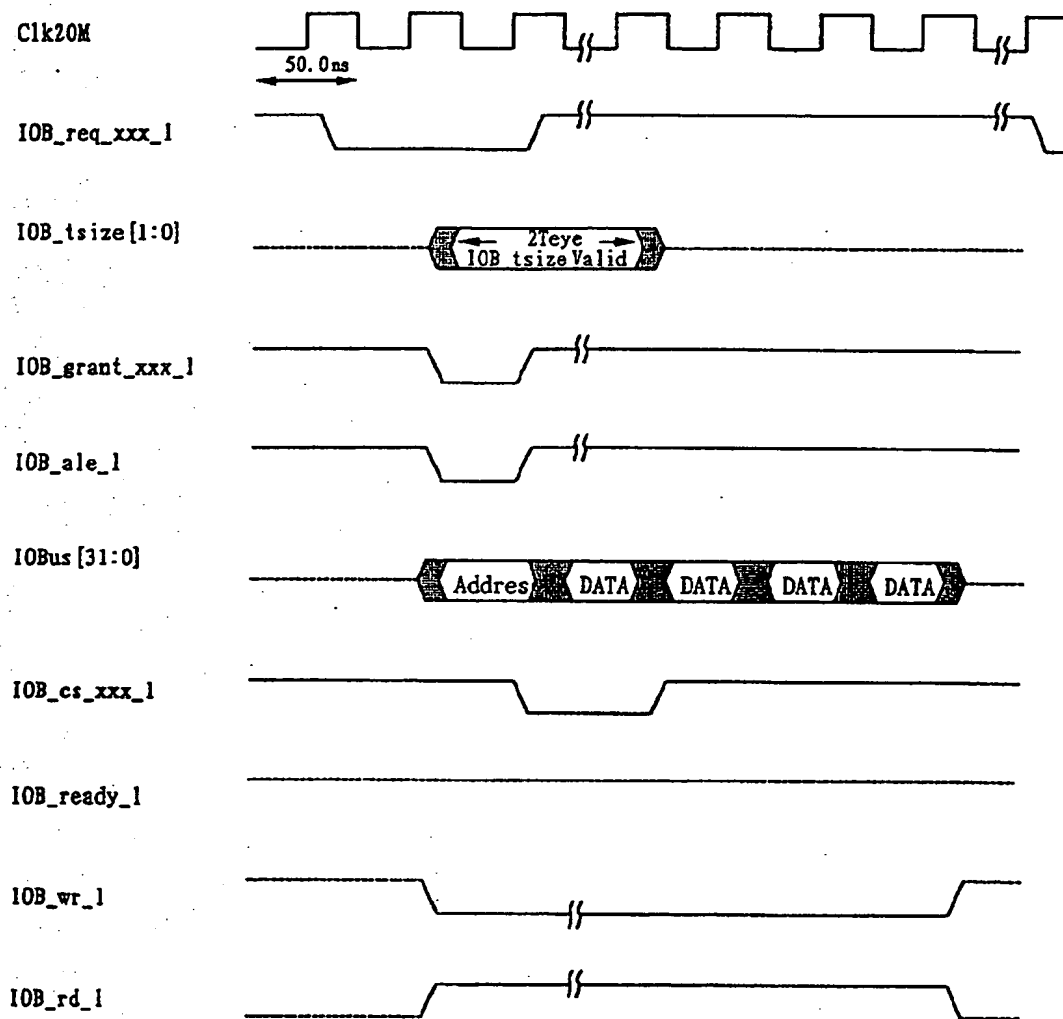 Clk20M
50.0ns
IOB_req_xxx_l
IOB_tsize[1:0]
2Teye
IOB tsize Valid
IOB_grant_xxx_l
IOB_ale_l
IOBus[31:0]
Addres DATA DATA DATA DATA
IOB_cs_xxx_l
IOB_ready_l
IOB_wr_l
IOB_rd_l